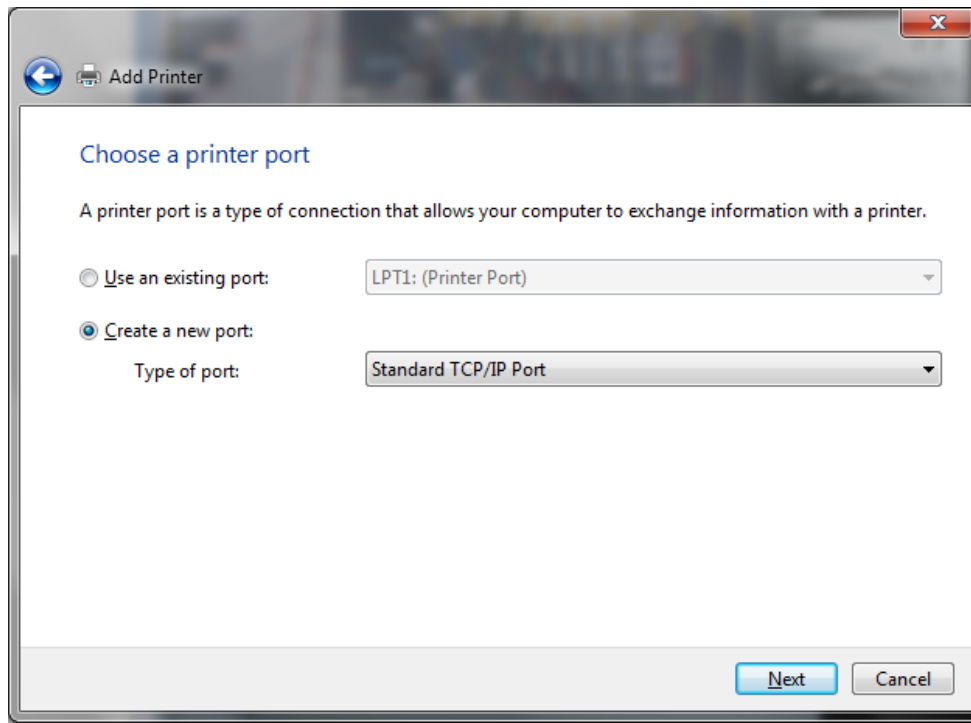 Add Printer
Choose a printer port
A printer port is a type of connection that allows your computer to exchange information with a printer.
Use an existing port: LPT1: (Printer Port)
Create a new port:
Type of port: Standard TCP/IP Port
Next Cancel